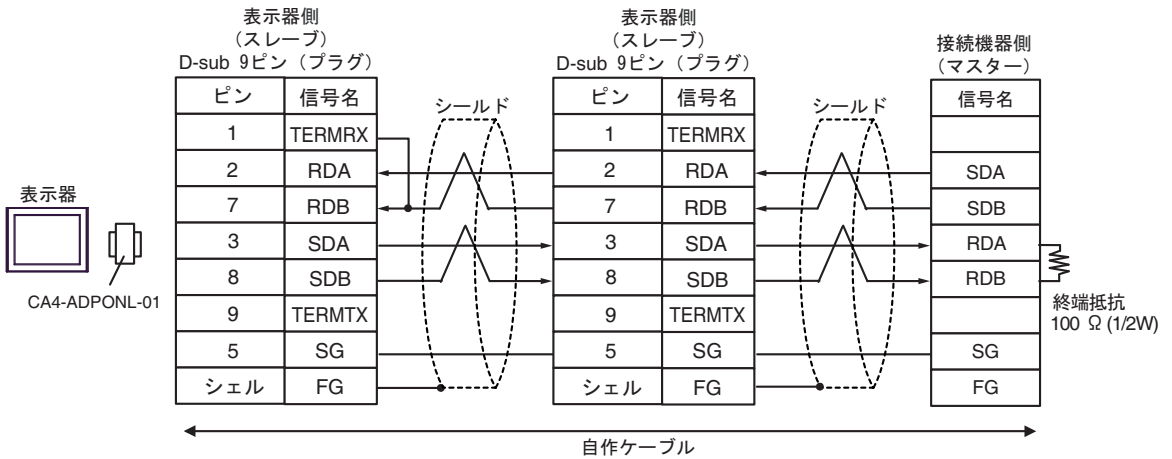 表示器側
(スレーブ)
D-sub 9ピン(プラグ)
表示器側
(スレーブ)
D-sub 9ピン(プラグ)
接続機器側
(マスター)
ピン 信号名 シールド ピン 信号名 シールド 信号名
1 TERMRX 1 TERMRX
2 RDA 2 RDA SDA
7 RDB 7 RDB SDB
3 SDA 3 SDA RDA
8 SDB 8 SDB RDB
9 TERMTX 9 TERMTX
5 SG 5 SG SG
シェル FG シェル FG FG
表示器
CA4-ADPONL-01
終端抵抗
100 Ω (1/2W)
自作ケーブル